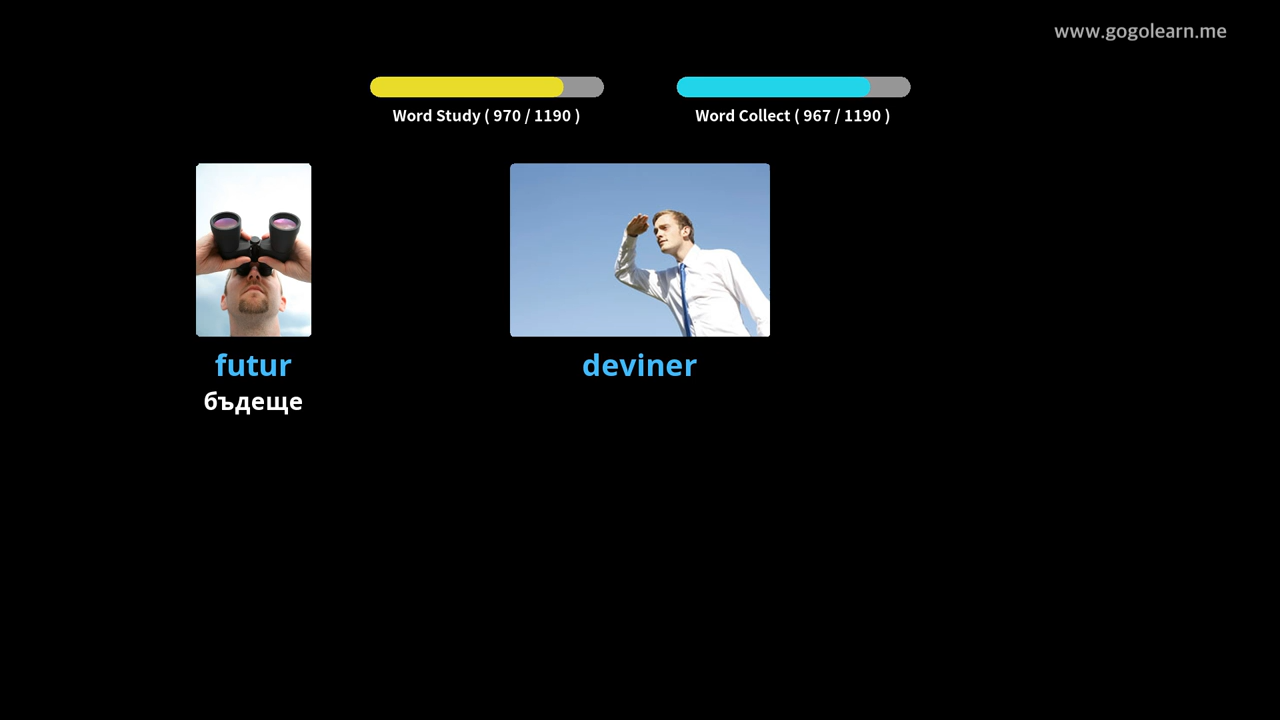 www.gogolearn.me
Word Study ( 970 / 1190 )
Word Collect ( 967 / 1190 )
futur
deviner
бъдеще